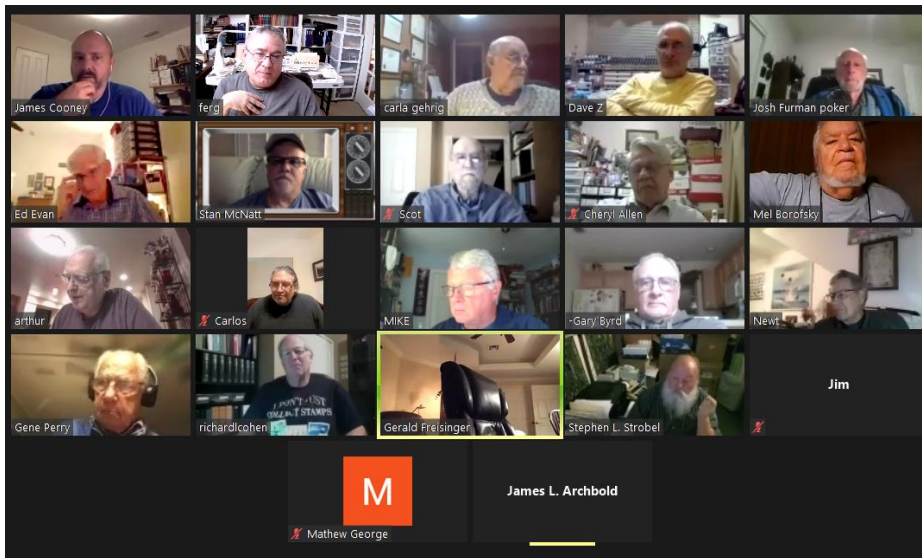 James Cooney
ferg
carla gehrig
Dave Z
Josh Furman poker
Ed Evan
Stan McNatt
Scot
Cheryl Allen
Mel Borofsky
arthur
Carlos
MIKE
-Gary Byrd
Newt
Gene Perry
richardlcohen
I DON'T JUST
COLLECT STAMPS
Gerald Freisinger
Stephen L. Strobel
Jim
M
Mathew George
James L. Archbold